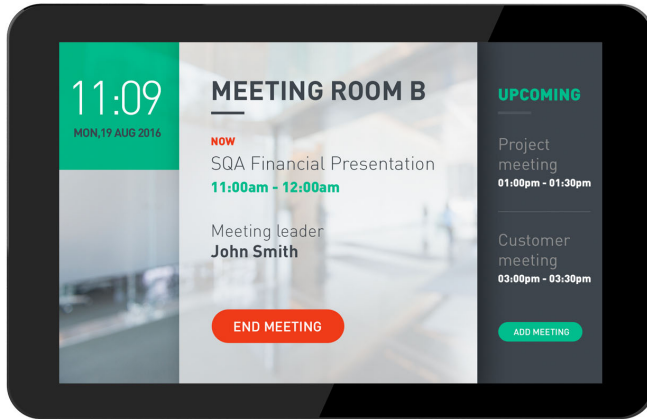 11:09
MON,19 AUG 2016
MEETING ROOM B
NOW
SQA Financial Presentation
11:00am - 12:00am
Meeting leader
John Smith
END MEETING
UPCOMING
Project
meeting
01:00pm - 01:30pm
Customer
meeting
03:00pm - 03:30pm
ADD MEETING